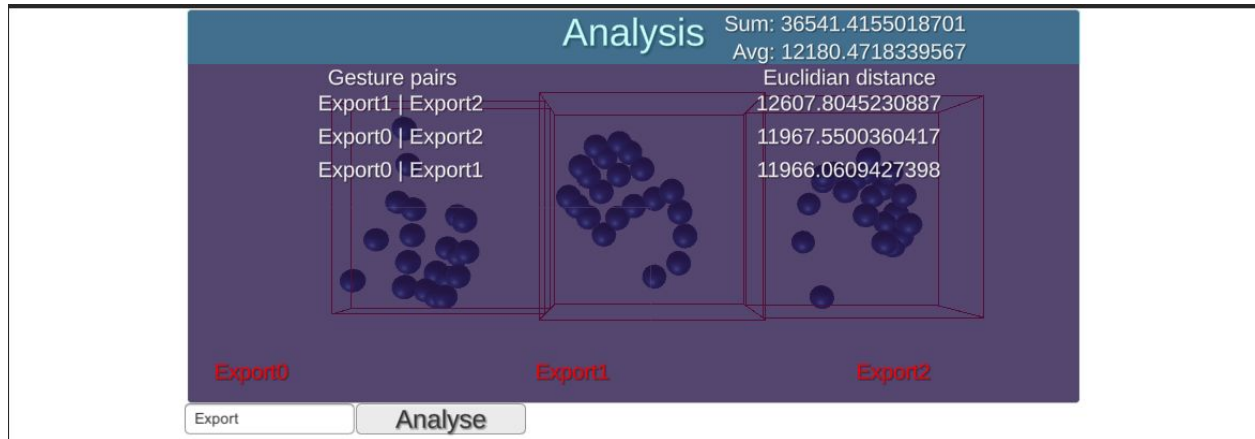 Analysis
Sum: 36541.4155018701
Avg: 12180.4718339567
Gesture pairs Euclidian distance
Export1 | Export2 12607.8045230887
Export0 | Export2 11967.5500360417
Export0 | Export1 11966.0609427398
Export0 Export1 Export2
Export Analyse